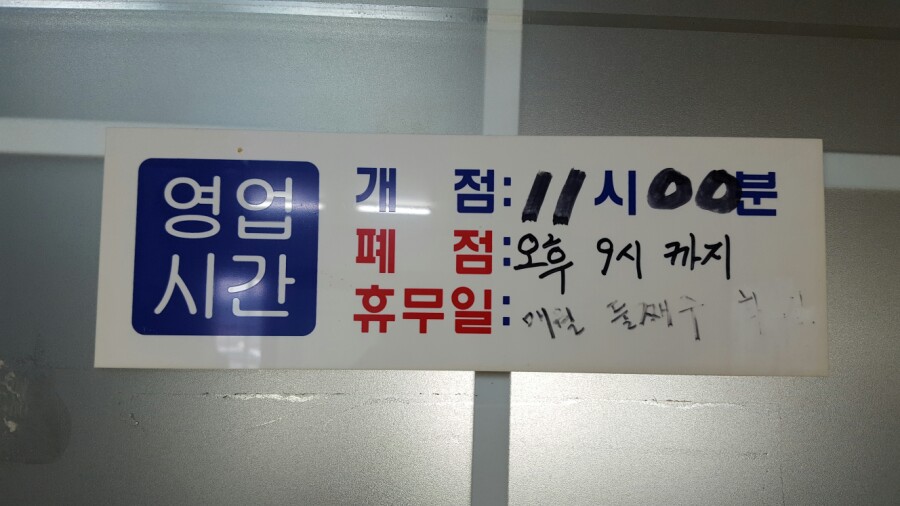 영업
시간
개 점: 11시 00분
폐 점: 오후 9시 까지
휴무일: 매월 둘째주